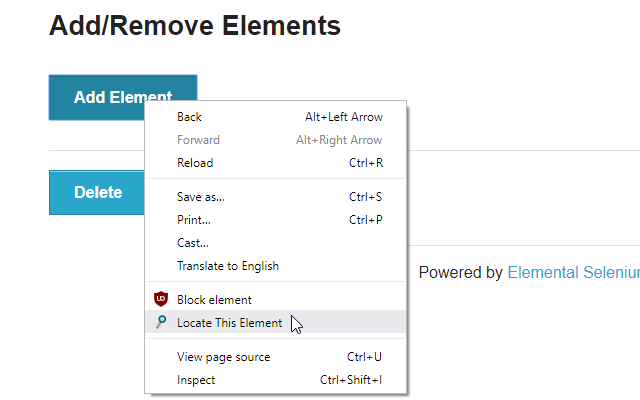 Add/Remove Elements
Add Element
Back Alt+Left Arrow
Forward Alt+Right Arrow
Reload Ctrl+R
Delete
Save as... Ctrl+S
Print... Ctrl+P
Cast...
Translate to English
Powered by Elemental Seleniu
Block element
Locate This Element
View page source Ctrl+U
Inspect Ctrl+Shift+I